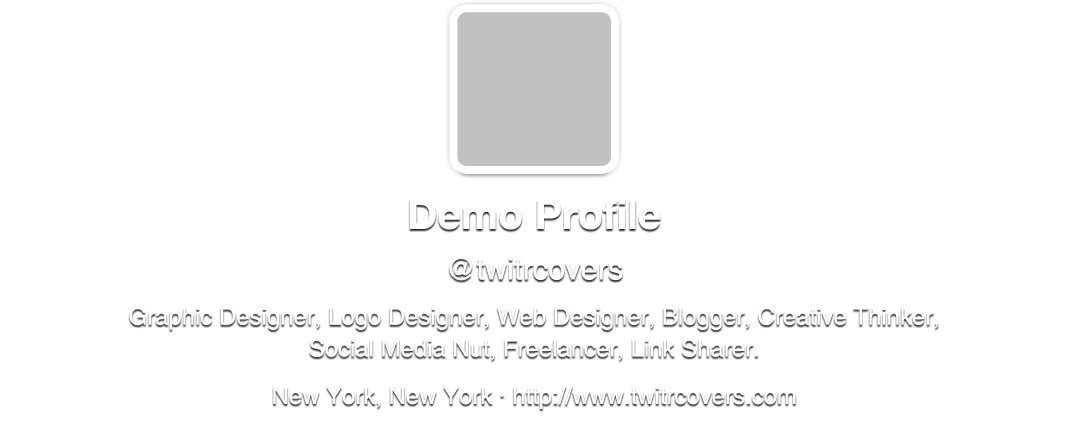 Demo Profile
@twitrcovers
Graphic Designer, Logo Designer, Web Designer, Blogger, Creative Thinker,
Social Media Nut, Freelancer, Link Sharer.
New York, New York · http://www.twitrcovers.com